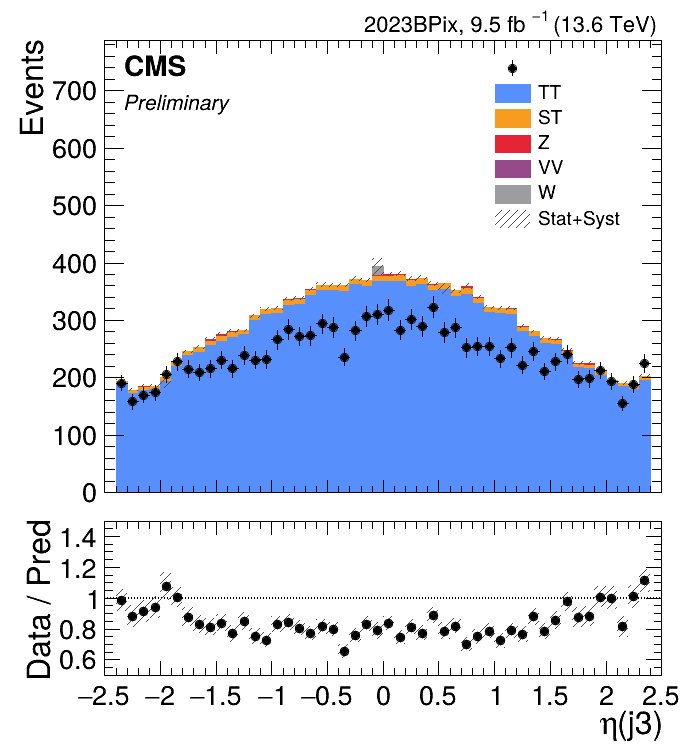 2023BPix, 9.5 fb⁻¹ (13.6 TeV)
CMS
Preliminary
Events
700
600
500
400
300
200
100
0
TT
ST
Z
VV
W
Stat+Syst
Data / Pred
1.4
1.2
1
0.8
0.6
−2.5 −2 −1.5 −1 −0.5 0 0.5 1 1.5 2 2.5
η(j3)